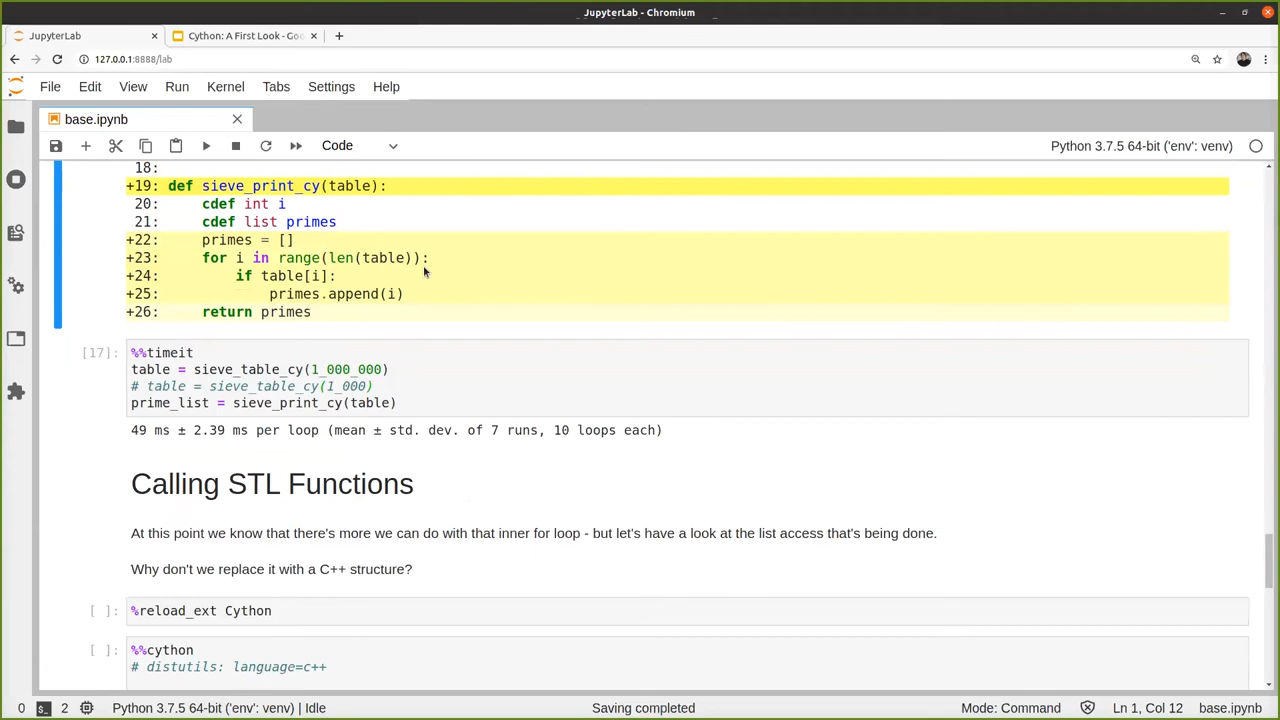 JupyterLab - Chromium
JupyterLab
Cython: A First Look - Goo
127.0.0.1:8888/lab
File Edit View Run Kernel Tabs Settings Help
base.ipynb
Code
Python 3.7.5 64-bit ('env': venv)
18:
+19: def sieve_print_cy(table):
20: cdef int i
21: cdef list primes
+22: primes = []
+23: for i in range(len(table)):
+24: if table[i]:
+25: primes.append(i)
+26: return primes
[17]: %%timeit
table = sieve_table_cy(1_000_000)
# table = sieve_table_cy(1_000)
prime_list = sieve_print_cy(table)
49 ms ± 2.39 ms per loop (mean ± std. dev. of 7 runs, 10 loops each)
Calling STL Functions
At this point we know that there's more we can do with that inner for loop - but let's have a look at the list access that's being done.
Why don't we replace it with a C++ structure?
[ ]: %reload_ext Cython
[ ]: %%cython
# distutils: language=c++
0 2 Python 3.7.5 64-bit ('env': venv) | Idle Saving completed Mode: Command Ln 1, Col 12 base.ipynb